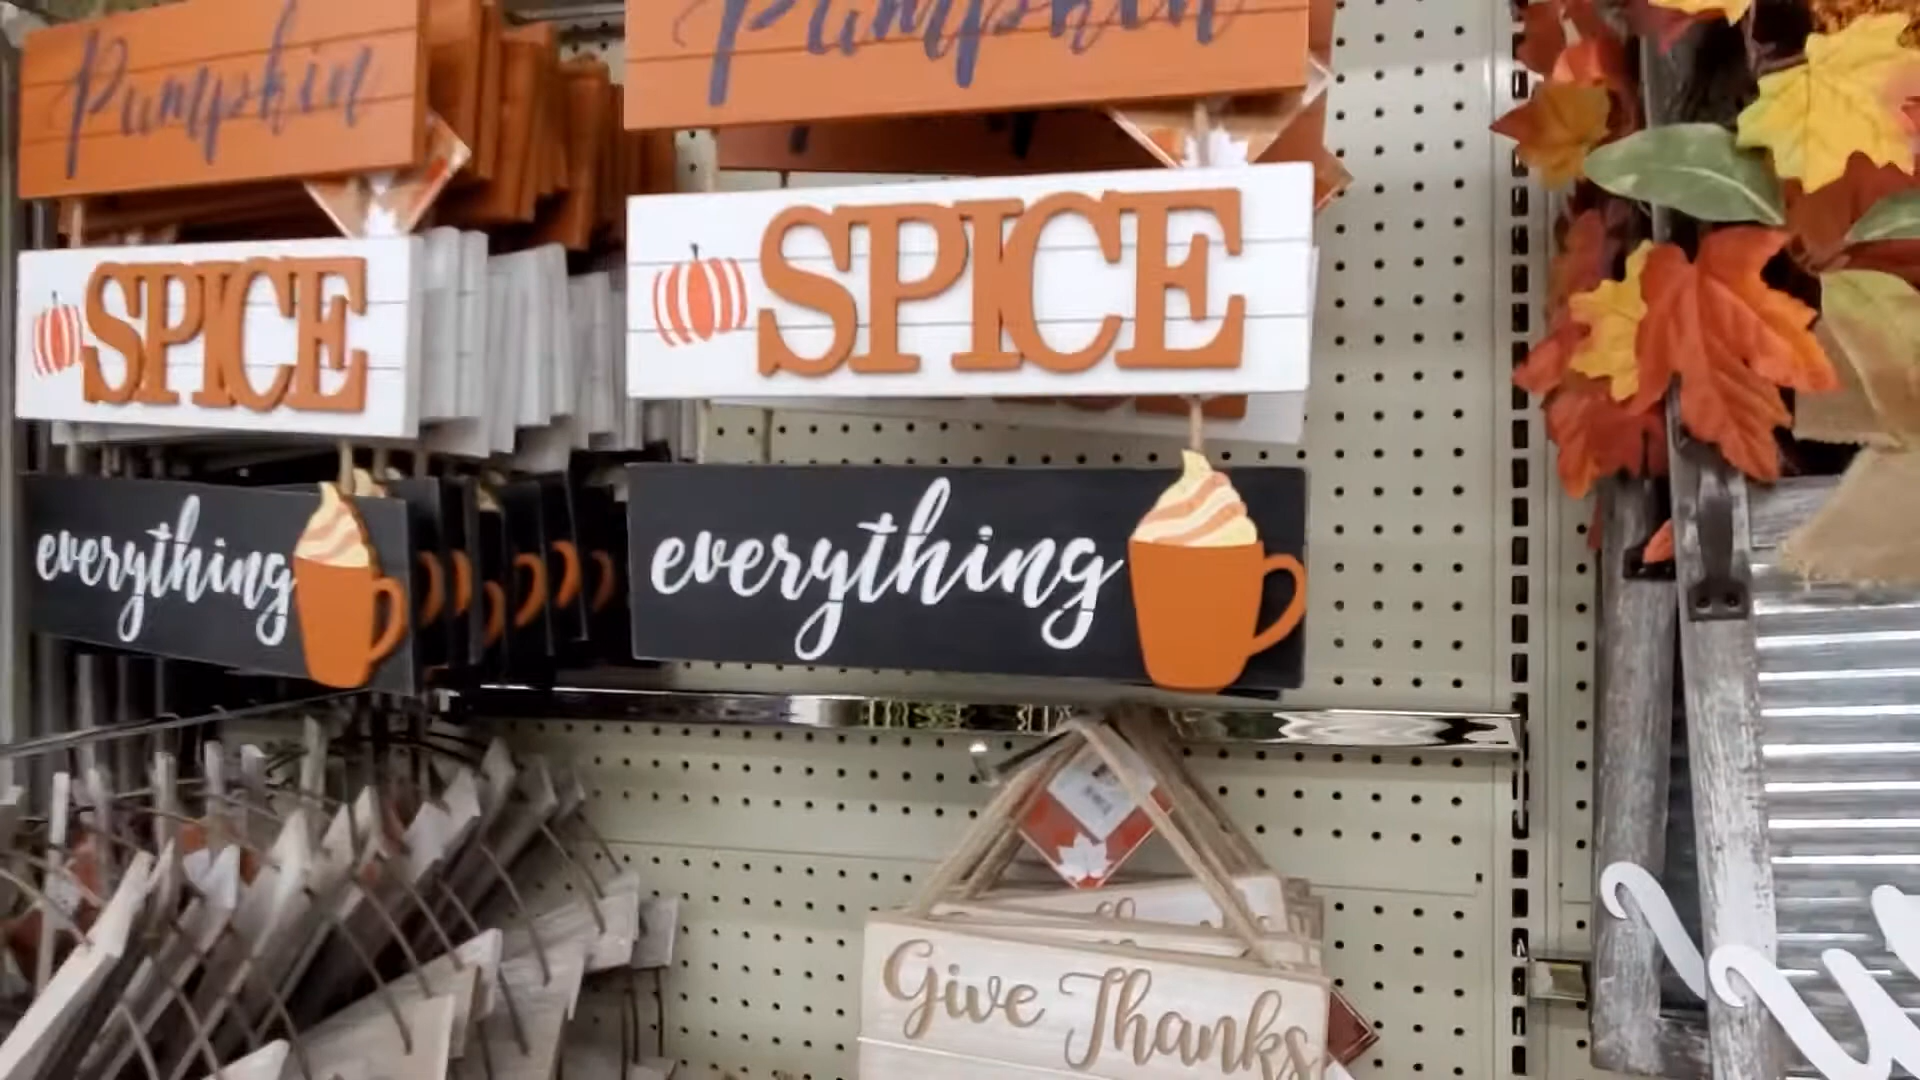 Pumpkin
SPICE
everything
Pumpkin
SPICE
everything
Give Thanks